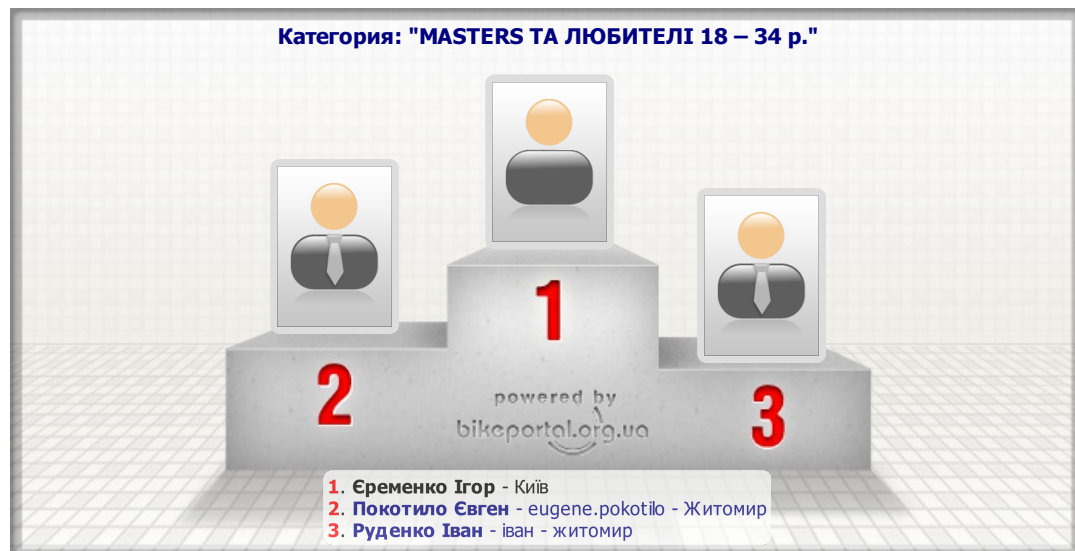 Категория: "MASTERS ТА ЛЮБИТЕЛІ 18 – 34 р."
1
2
3
powered by
bikeportal.org.ua
1. Єременко Ігор - Київ
2. Покотило Євген - eugene.pokotilo - Житомир
3. Руденко Іван - іван - житомир